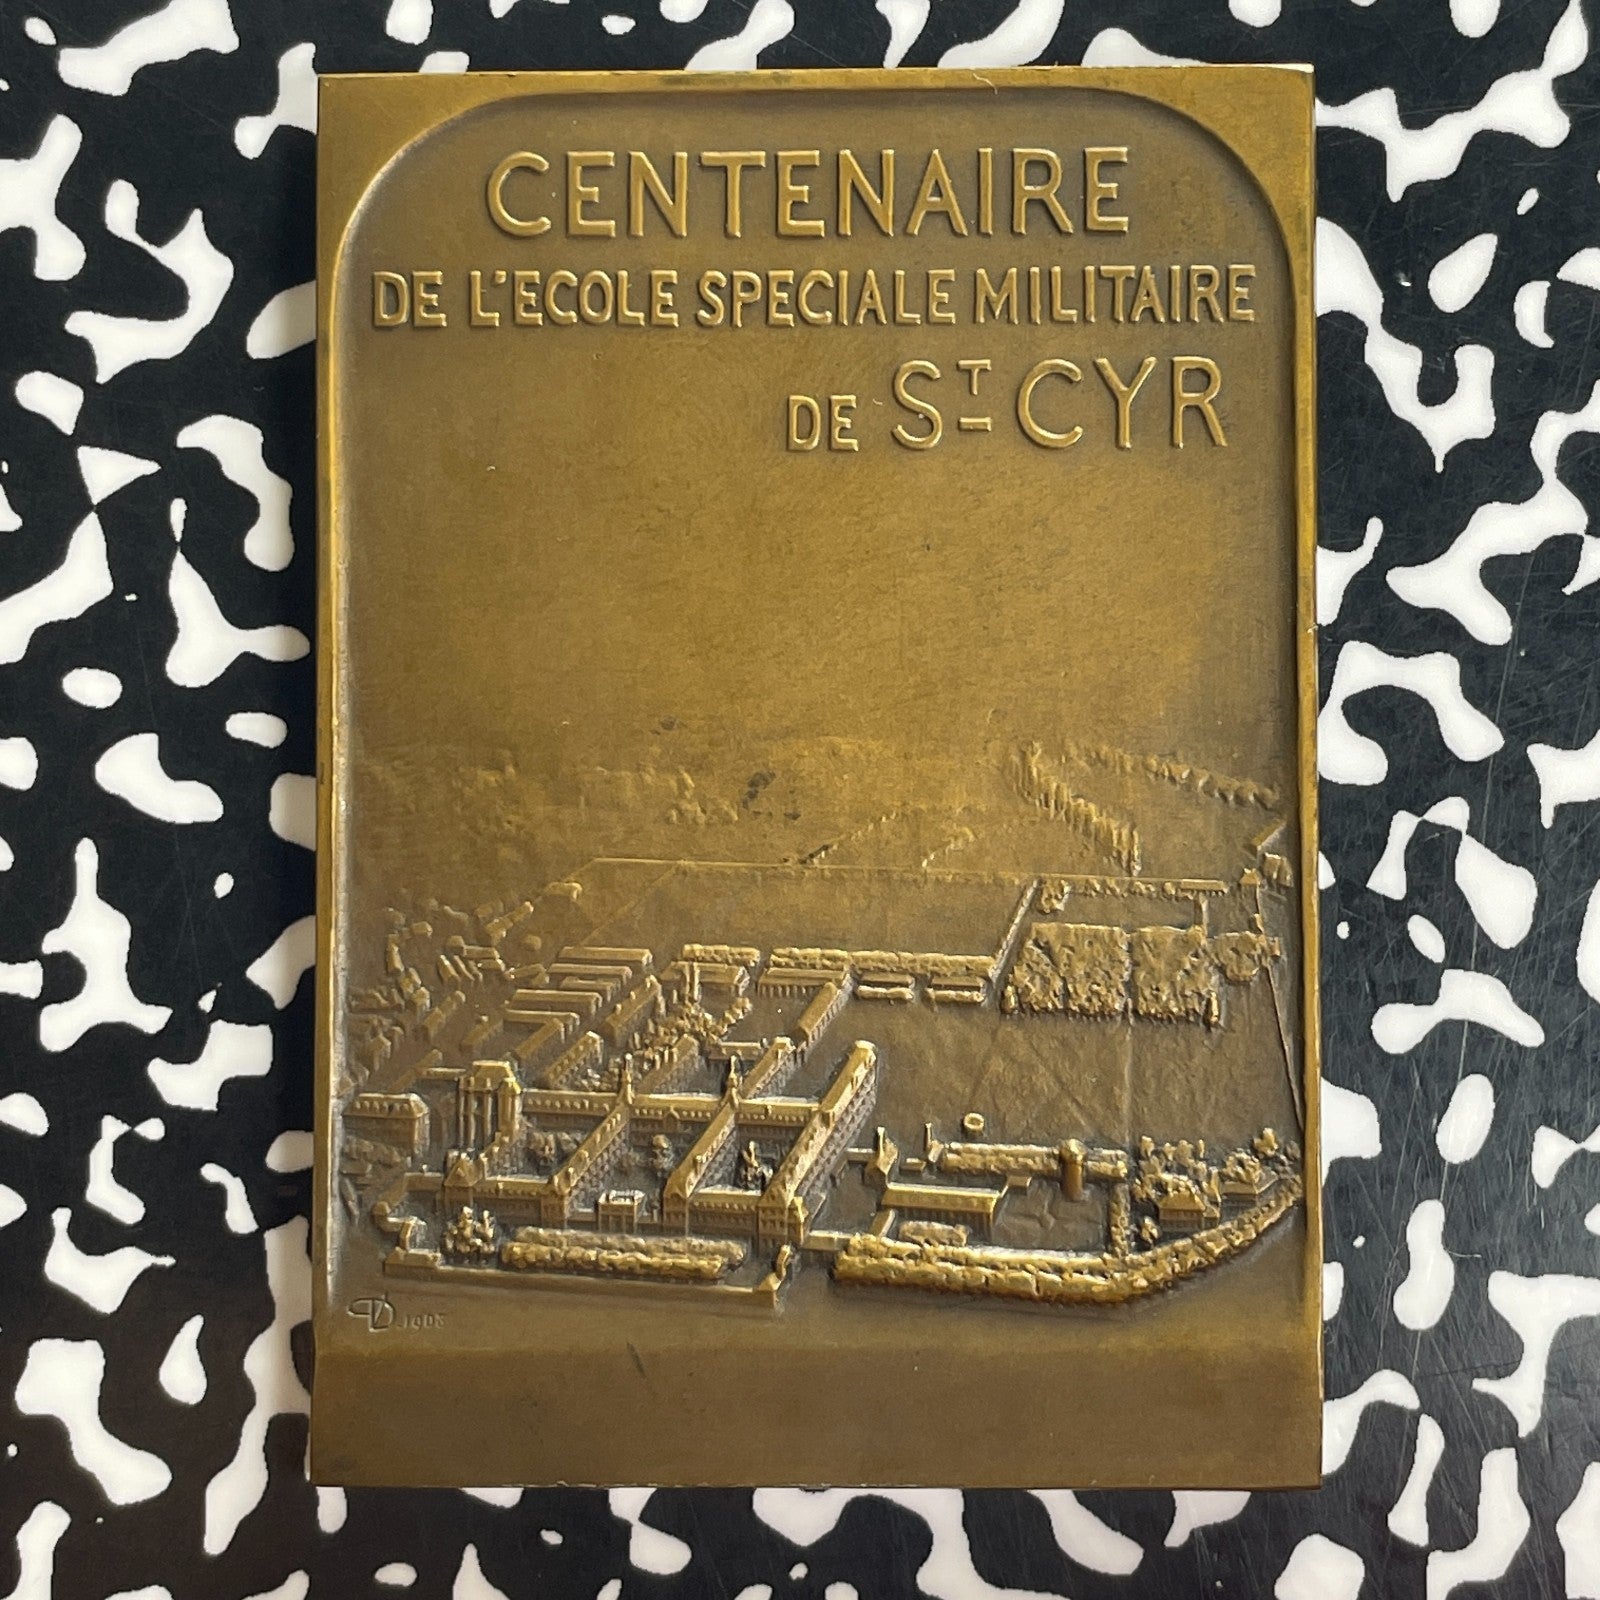 CENTENAIRE
DE L'ECOLE SPECIALE MILITAIRE
DE ST-CYR